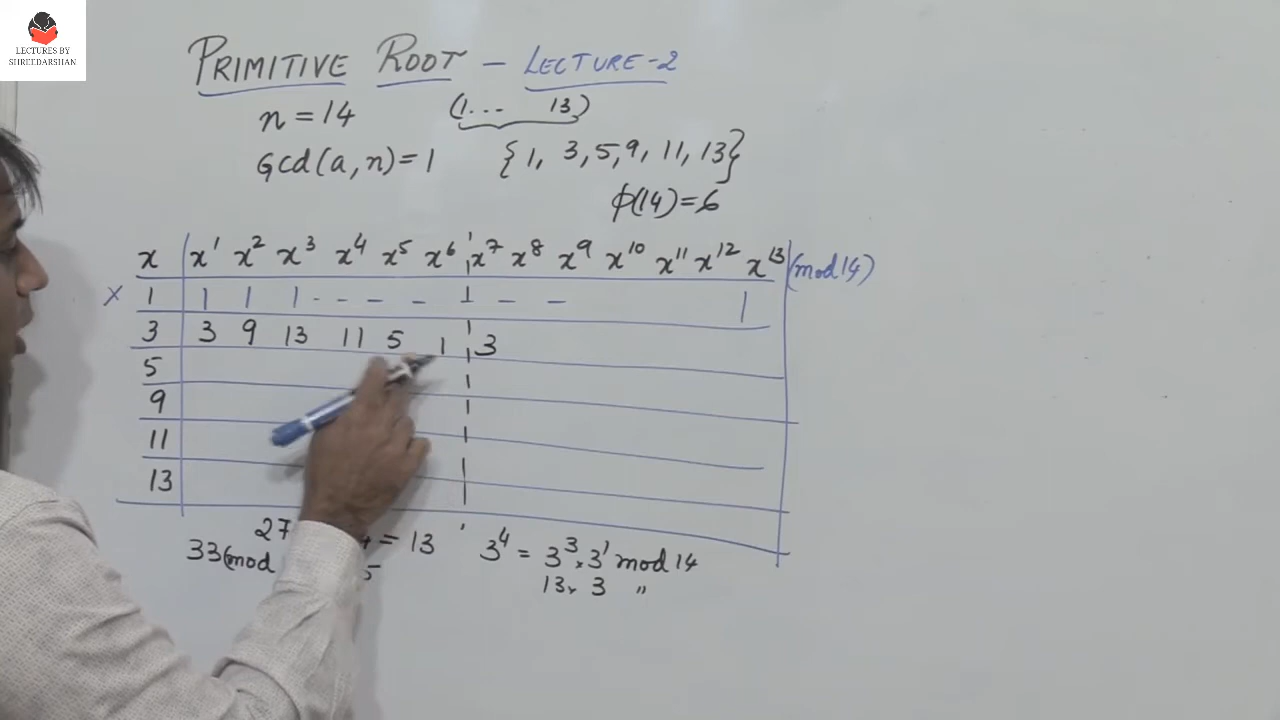 LECTURES BY
SHREEDARSHAN
PRIMITIVE ROOT – LECTURE-2
n = 14 (1... 13)
Gcd(a, n) = 1 {1, 3, 5, 9, 11, 13}
φ(14) = 6
x x¹ x² x³ x⁴ x⁵ x⁶ x⁷ x⁸ x⁹ x¹⁰ x¹¹ x¹² x¹³ (mod 14)
× 1 1 1 1 - - - - 1 - - 1
3 3 9 13 11 5 1 3
5
9
11
13
27 4 = 13 3⁴ = 3³ × 3¹ mod 14
33(mod 5 13 × 3 "